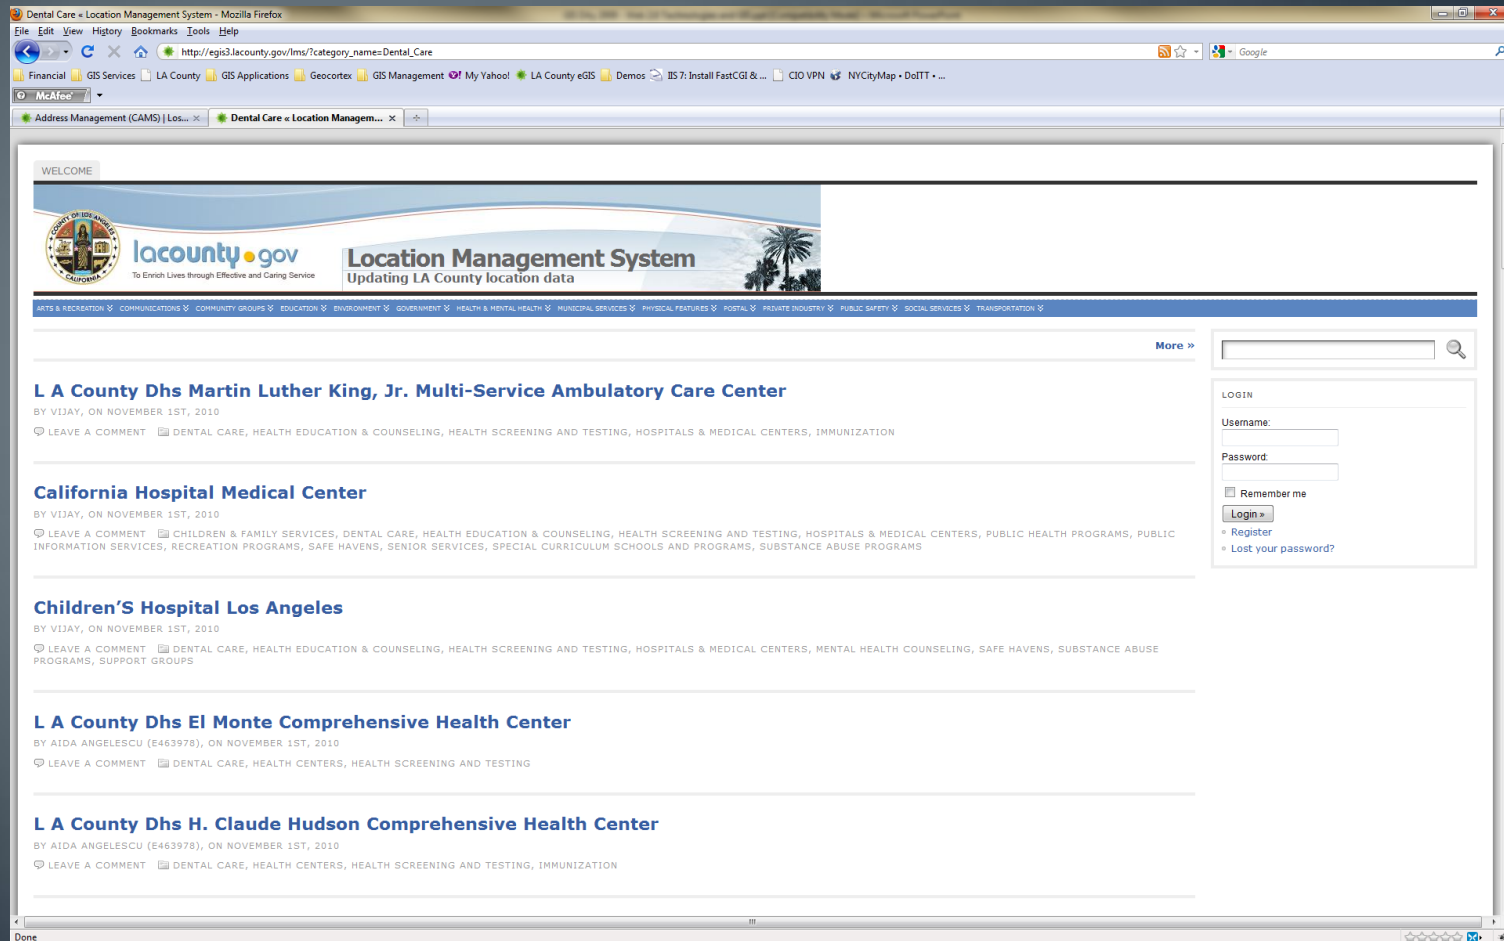 Dental Care « Location Management System - Mozilla Firefox
File Edit View History Bookmarks Tools Help
http://egis3.lacounty.gov/lms/?category_name=Dental_Care
Google
Financial GIS Services LA County GIS Applications Geocortex GIS Management My Yahoo! LA County eGIS Demos IIS 7: Install FastCGI & ... CIO VPN NYCityMap • DoITT • ...
McAfee
Address Management (CAMS) | Los... Dental Care « Location Managem...
WELCOME
COUNTY OF LOS ANGELES
CALIFORNIA
lacounty.gov
To Enrich Lives through Effective and Caring Service
Location Management System
Updating LA County location data
ARTS & RECREATION COMMUNICATIONS COMMUNITY GROUPS EDUCATION ENVIRONMENT GOVERNMENT HEALTH & MENTAL HEALTH MUNICIPAL SERVICES PHYSICAL FEATURES POSTAL PRIVATE INDUSTRY PUBLIC SAFETY SOCIAL SERVICES TRANSPORTATION
More »
L A County Dhs Martin Luther King, Jr. Multi-Service Ambulatory Care Center
BY VIJAY, ON NOVEMBER 1ST, 2010
LEAVE A COMMENT DENTAL CARE, HEALTH EDUCATION & COUNSELING, HEALTH SCREENING AND TESTING, HOSPITALS & MEDICAL CENTERS, IMMUNIZATION
California Hospital Medical Center
BY VIJAY, ON NOVEMBER 1ST, 2010
LEAVE A COMMENT CHILDREN & FAMILY SERVICES, DENTAL CARE, HEALTH EDUCATION & COUNSELING, HEALTH SCREENING AND TESTING, HOSPITALS & MEDICAL CENTERS, PUBLIC HEALTH PROGRAMS, PUBLIC
INFORMATION SERVICES, RECREATION PROGRAMS, SAFE HAVENS, SENIOR SERVICES, SPECIAL CURRICULUM SCHOOLS AND PROGRAMS, SUBSTANCE ABUSE PROGRAMS
Children'S Hospital Los Angeles
BY VIJAY, ON NOVEMBER 1ST, 2010
LEAVE A COMMENT DENTAL CARE, HEALTH EDUCATION & COUNSELING, HEALTH SCREENING AND TESTING, HOSPITALS & MEDICAL CENTERS, MENTAL HEALTH COUNSELING, SAFE HAVENS, SUBSTANCE ABUSE
PROGRAMS, SUPPORT GROUPS
L A County Dhs El Monte Comprehensive Health Center
BY AIDA ANGELESCU (E463978), ON NOVEMBER 1ST, 2010
LEAVE A COMMENT DENTAL CARE, HEALTH CENTERS, HEALTH SCREENING AND TESTING
L A County Dhs H. Claude Hudson Comprehensive Health Center
BY AIDA ANGELESCU (E463978), ON NOVEMBER 1ST, 2010
LEAVE A COMMENT DENTAL CARE, HEALTH CENTERS, HEALTH SCREENING AND TESTING, IMMUNIZATION
LOGIN
Username:
Password:
Remember me
Login »
Register
Lost your password?
Done